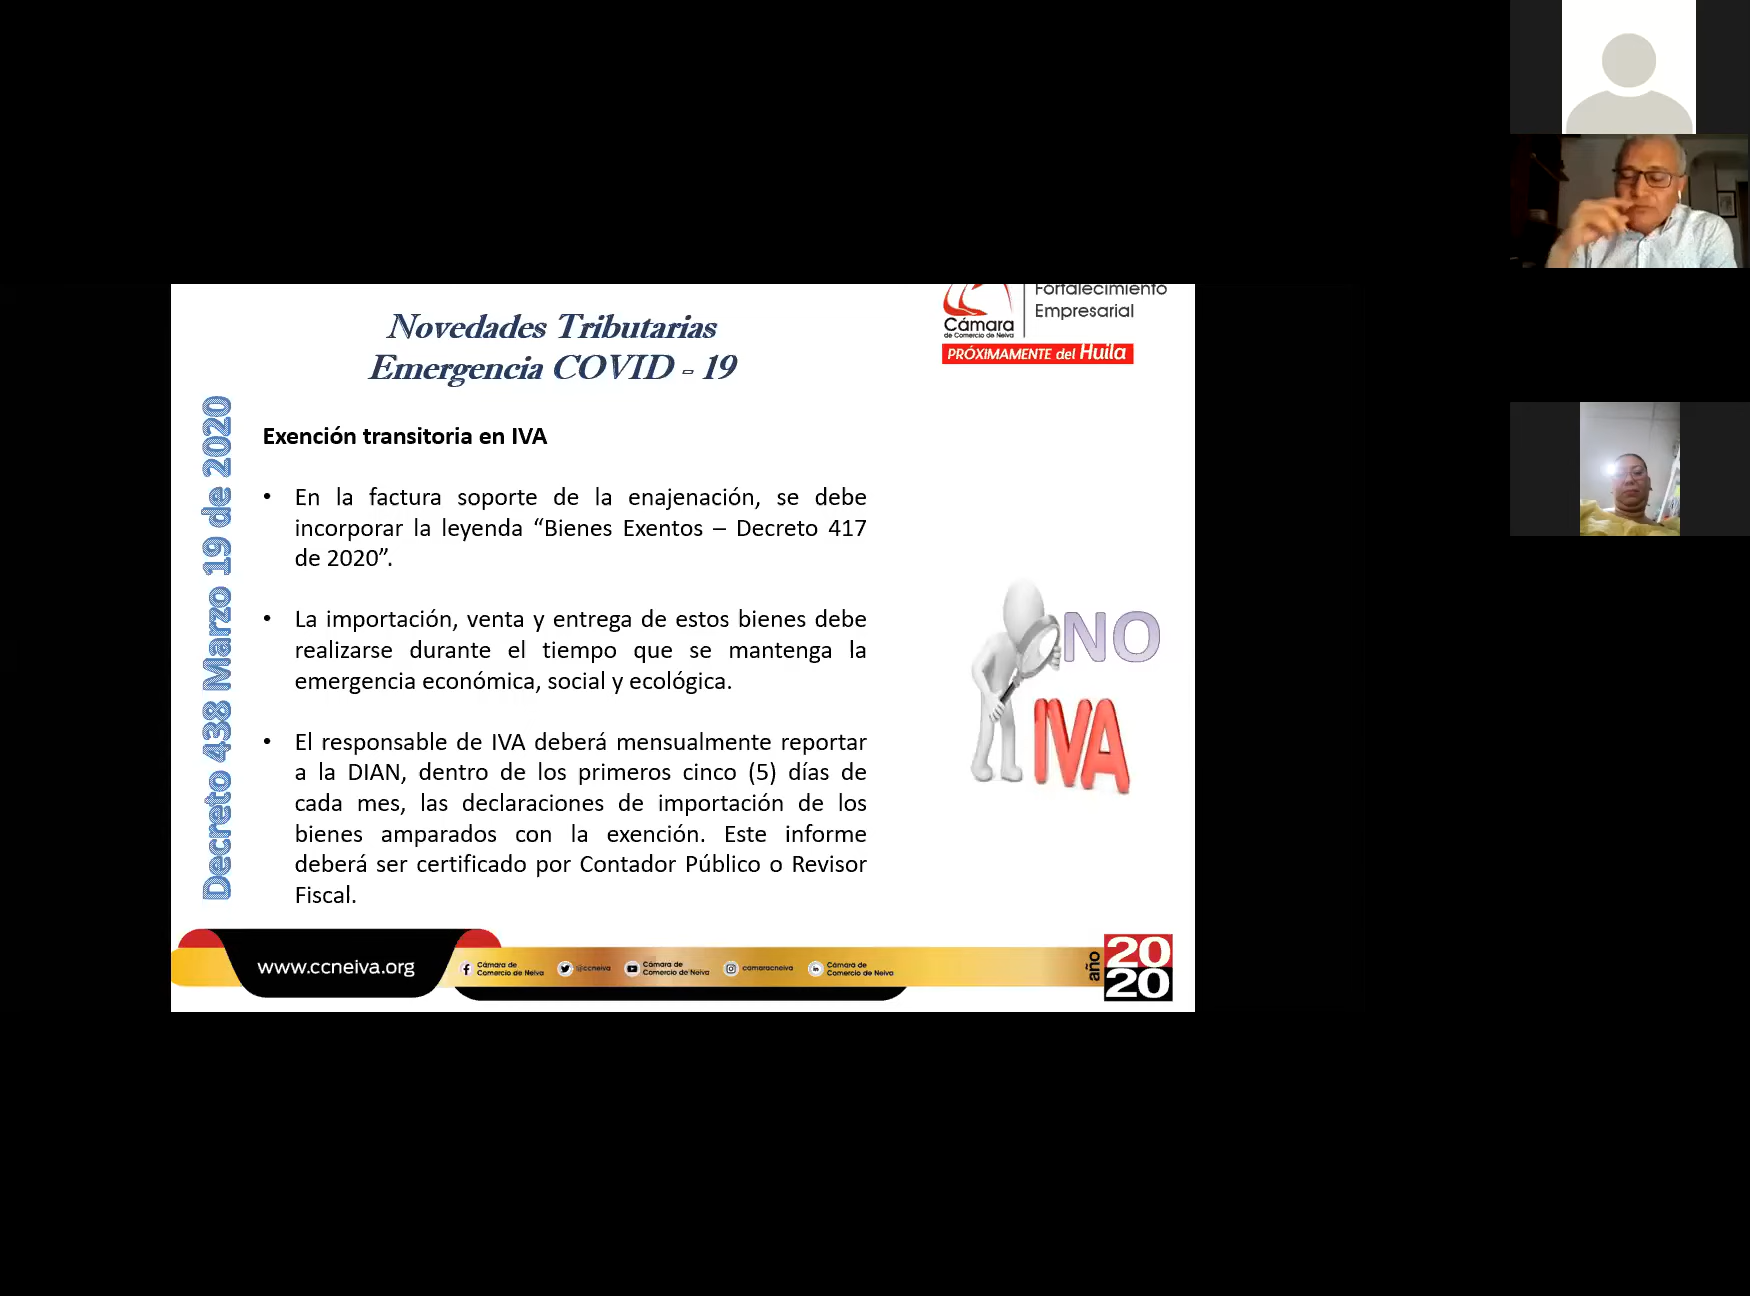 Fortalecimiento
Empresarial
Cámara
de Comercio de Neiva
PRÓXIMAMENTE del Huila
Novedades Tributarias
Emergencia COVID - 19
Decreto 438 Marzo 19 de 2020
Exención transitoria en IVA
• En la factura soporte de la enajenación, se debe
incorporar la leyenda “Bienes Exentos – Decreto 417
de 2020”.
• La importación, venta y entrega de estos bienes debe
realizarse durante el tiempo que se mantenga la
emergencia económica, social y ecológica.
• El responsable de IVA deberá mensualmente reportar
a la DIAN, dentro de los primeros cinco (5) días de
cada mes, las declaraciones de importación de los
bienes amparados con la exención. Este informe
deberá ser certificado por Contador Público o Revisor
Fiscal.
NO
IVA
www.ccneiva.org
Cámara de
Comercio de Neiva
@ccneiva
Cámara de
Comercio de Neiva
camaracneiva
Cámara de
Comercio de Neiva
año
20
20